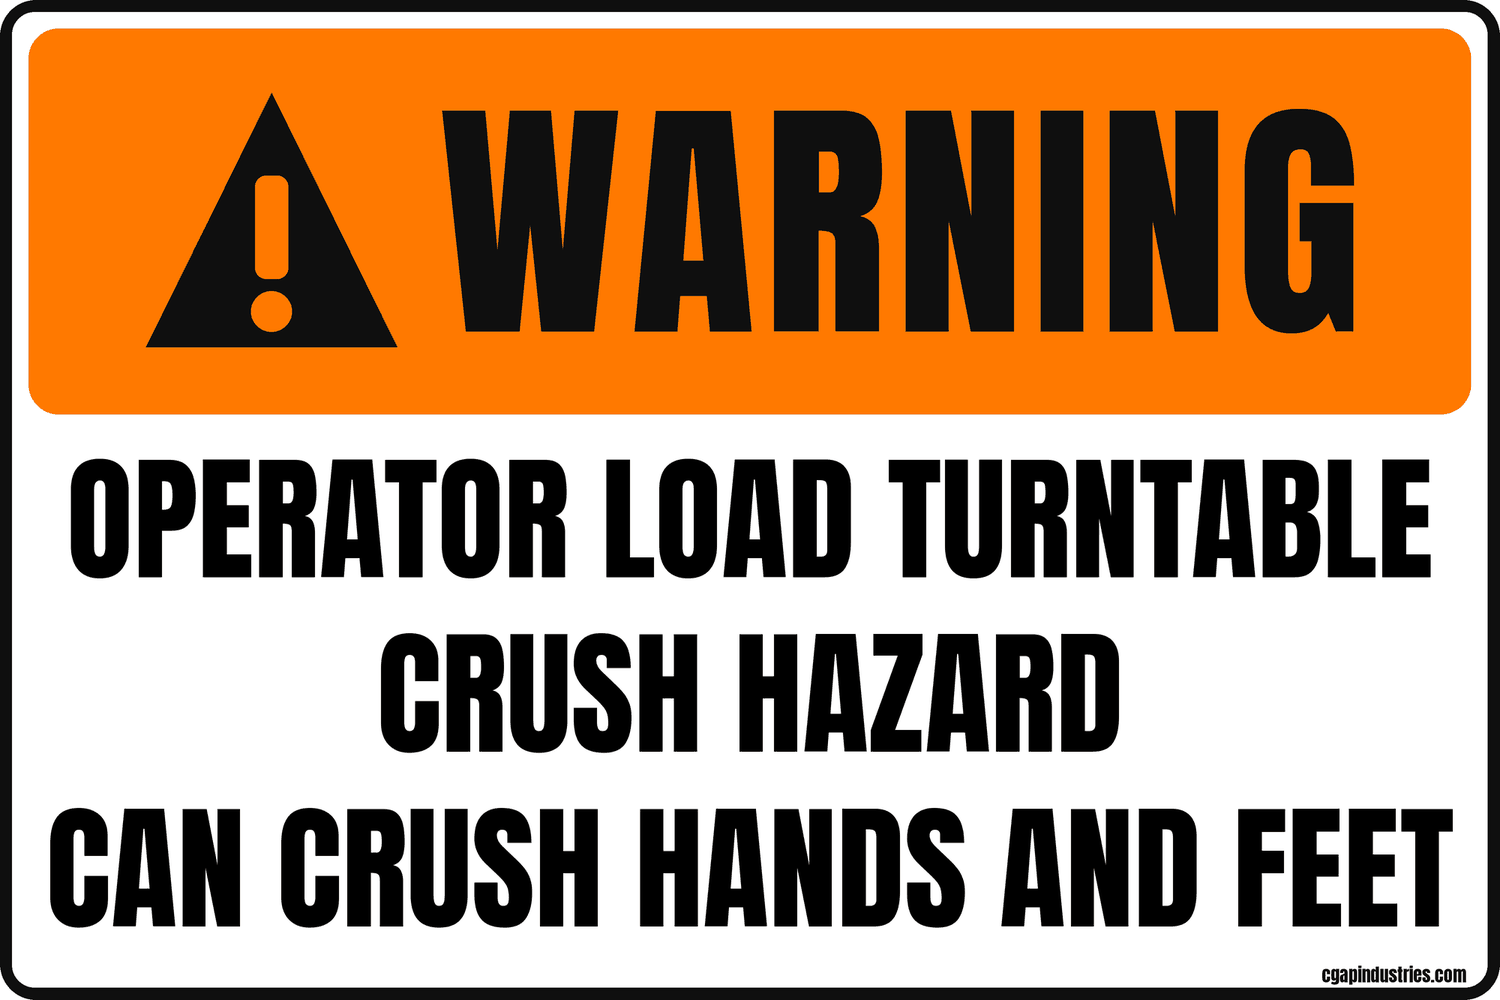 WARNING
OPERATOR LOAD TURNTABLE
CRUSH HAZARD
CAN CRUSH HANDS AND FEET
cgapindustries.com